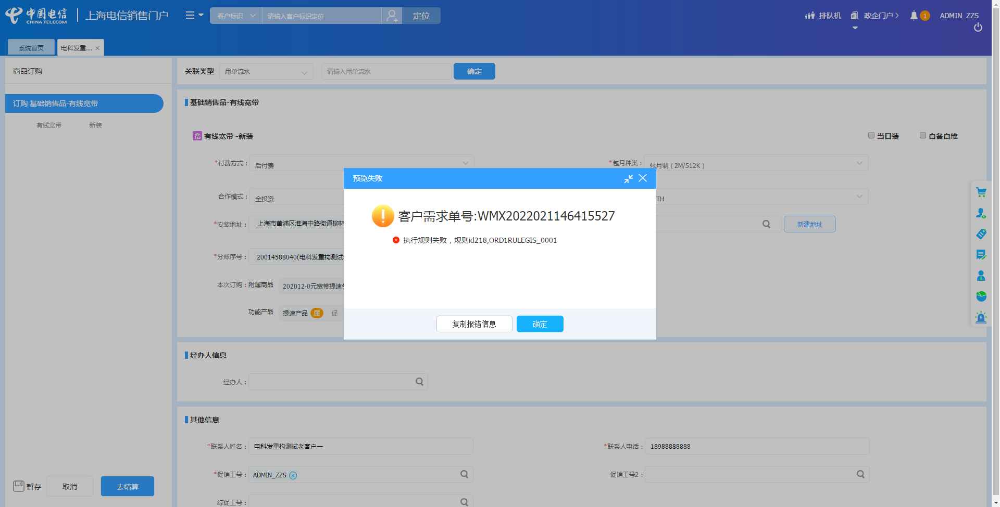 中国电信
CHINA TELECOM
上海电信销售门户
客户标识
请输入客户标识定位
定位
排队机
政企门户
1
ADMIN_ZZS
系统首页
电科发重...
商品订购
关联类型
甩单流水
请输入甩单流水
确定
订购 基础销售品-有线宽带
有线宽带 新装
基础销售品-有线宽带
宽 有线宽带 -新装
当日装
自备自维
*付费方式：
后付费
*包月种类：
包月制（2M/512K）
预览失败
合作模式：
全投资
TH
客户需求单号:WMX2022021146415527
*安装地址：
上海市黄浦区淮海中路街道柳林
新建地址
执行规则失败，规则id218,ORD1RULEGIS_0001
*分账序号：
20014588040(电科发重构测试
本次订购：
附属商品
202012-0元宽带提速
功能产品
提速产品 属 促
复制报错信息
确定
经办人信息
经办人：
其他信息
*联系人姓名：
电科发重构测试老客户一
*联系人电话：
18988888888
*促销工号：
ADMIN_ZZS
促销工号2：
暂存
取消
去结算
综促工号：